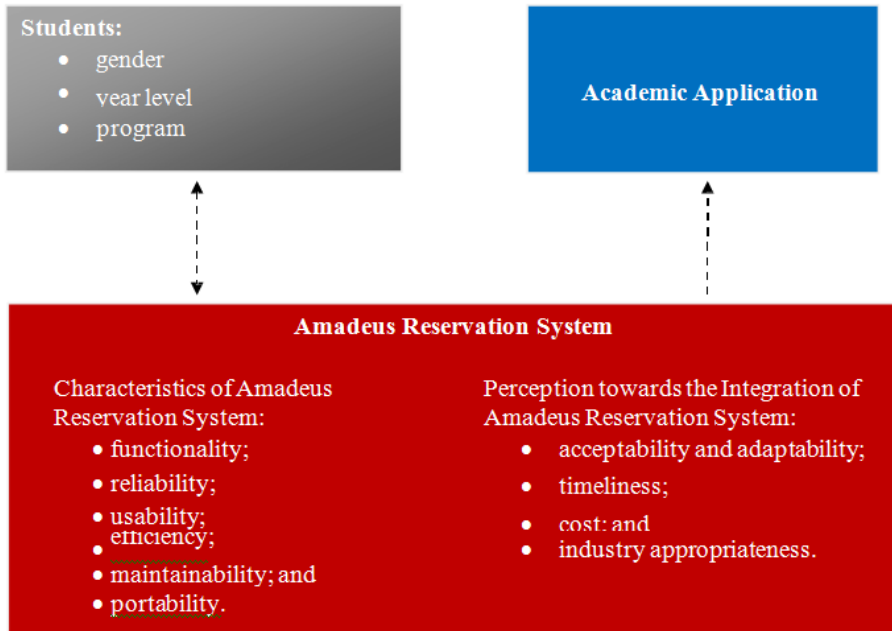 Students:
• gender
• year level
• program
Academic Application
Amadeus Reservation System
Characteristics of Amadeus
Reservation System:
• functionality;
• reliability;
• usability;
• efficiency;
• maintainability; and
• portability.
Perception towards the Integration of
Amadeus Reservation System:
• acceptability and adaptability;
• timeliness;
• cost; and
• industry appropriateness.